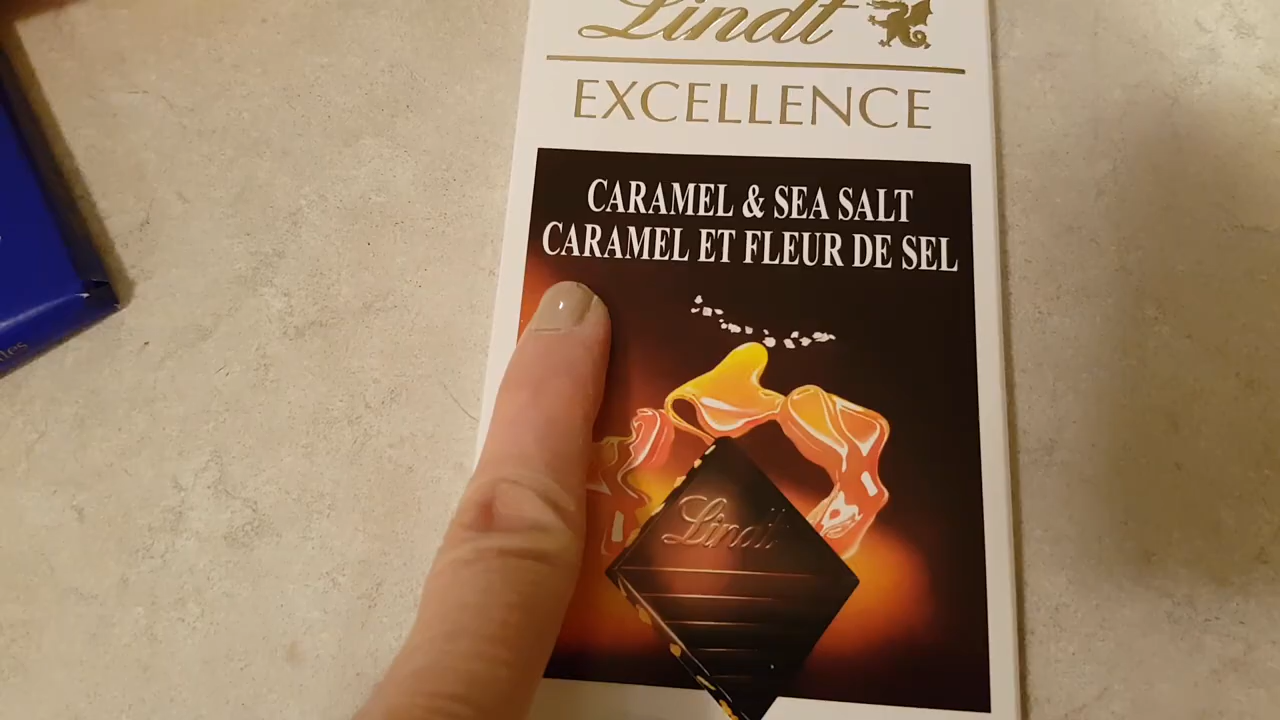 Lindt
EXCELLENCE
CARAMEL & SEA SALT
CARAMEL ET FLEUR DE SEL
Lindt